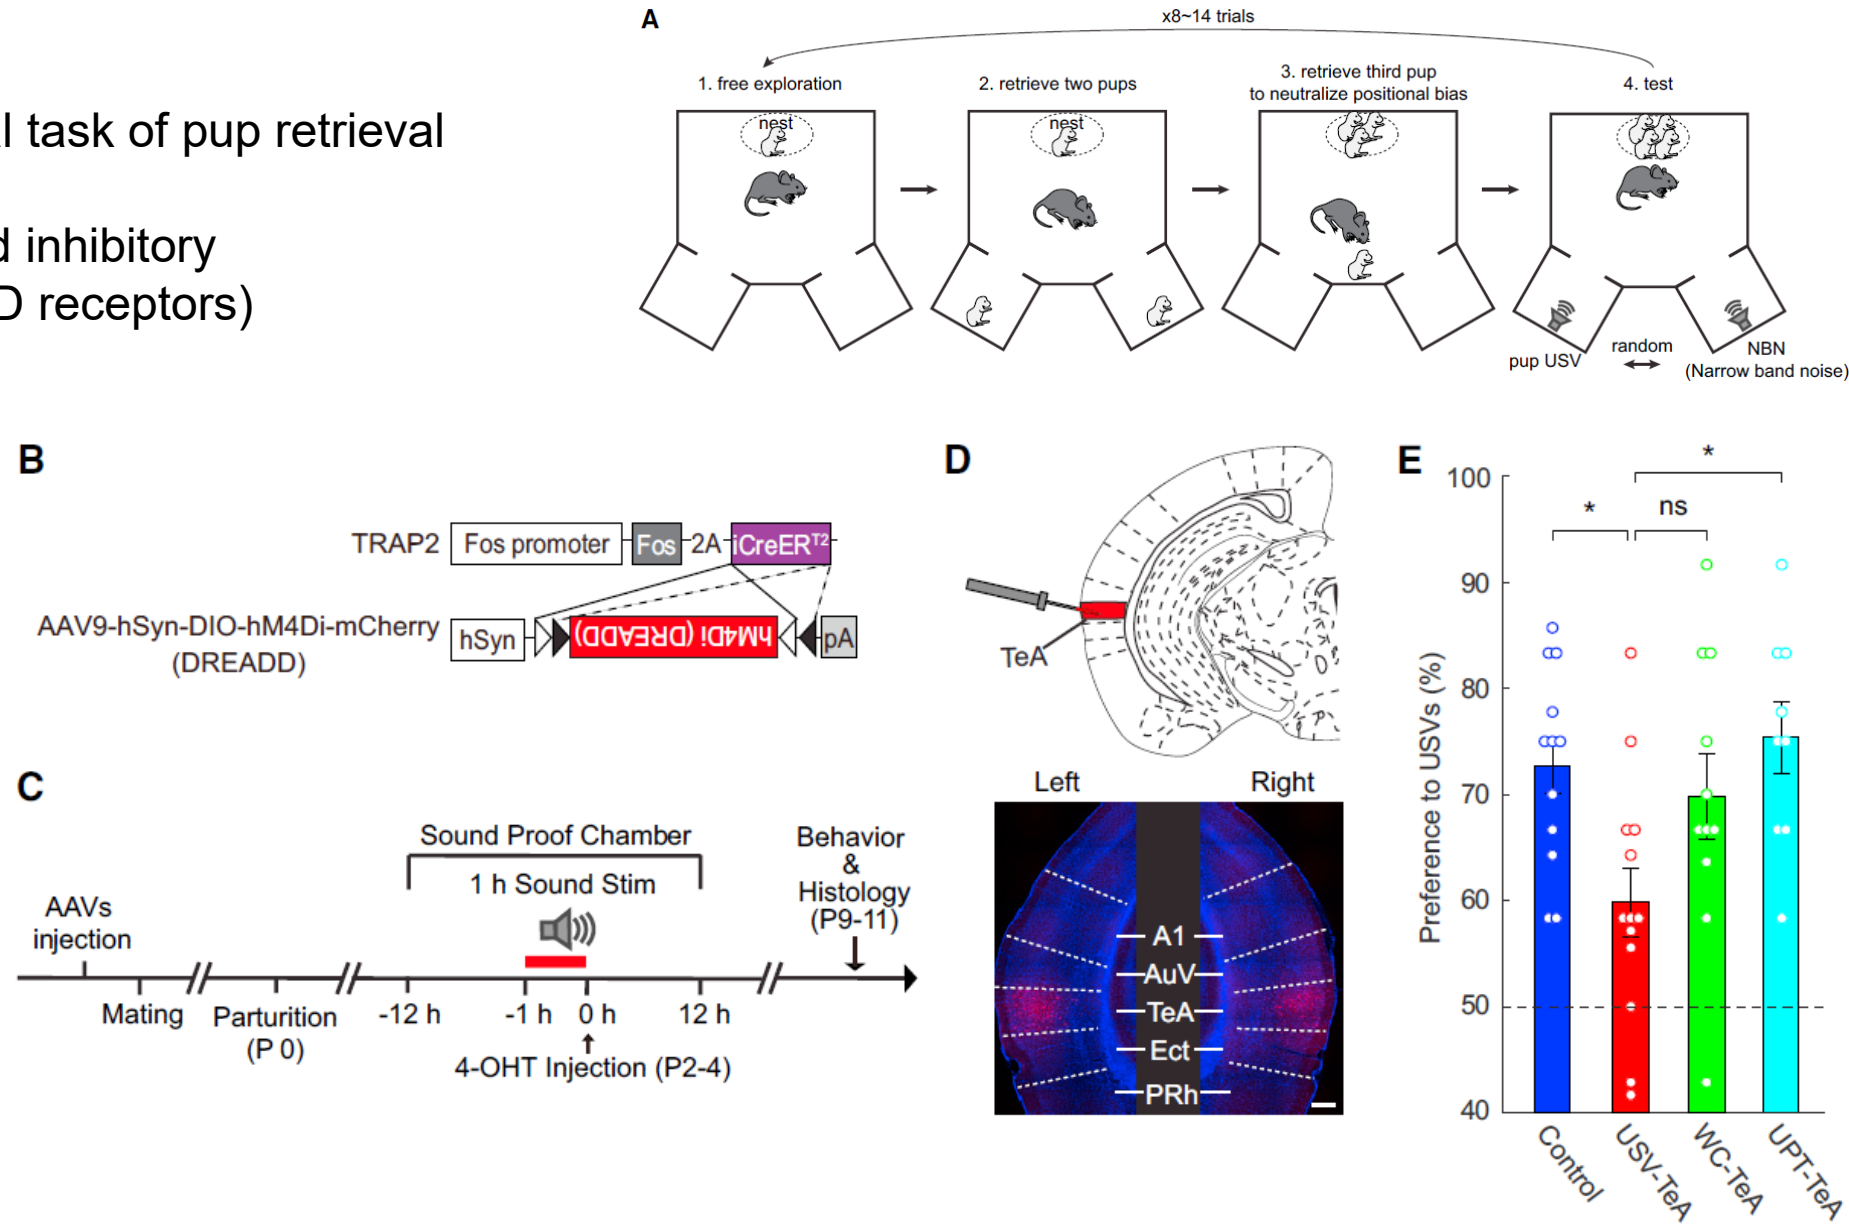 l task of pup retrieval
d inhibitory
D receptors)
A
x8~14 trials
1. free exploration
2. retrieve two pups
3. retrieve third pup
to neutralize positional bias
4. test
nest
nest
pup USV
random
NBN
(Narrow band noise)
B
TRAP2
Fos promoter
Fos
2A
iCreERT2
AAV9-hSyn-DIO-hM4Di-mCherry
(DREADD)
hSyn
hM4Di (DREADD)
pA
C
Sound Proof Chamber
1 h Sound Stim
AAVs
injection
Behavior
&
Histology
(P9-11)
Mating
Parturition
(P 0)
-12 h
-1 h
0 h
12 h
4-OHT Injection (P2-4)
D
TeA
Left
Right
A1
AuV
TeA
Ect
PRh
E
Preference to USVs (%)
100
90
80
70
60
50
40
*
ns
*
Control
USV-TeA
WC-TeA
UPT-TeA